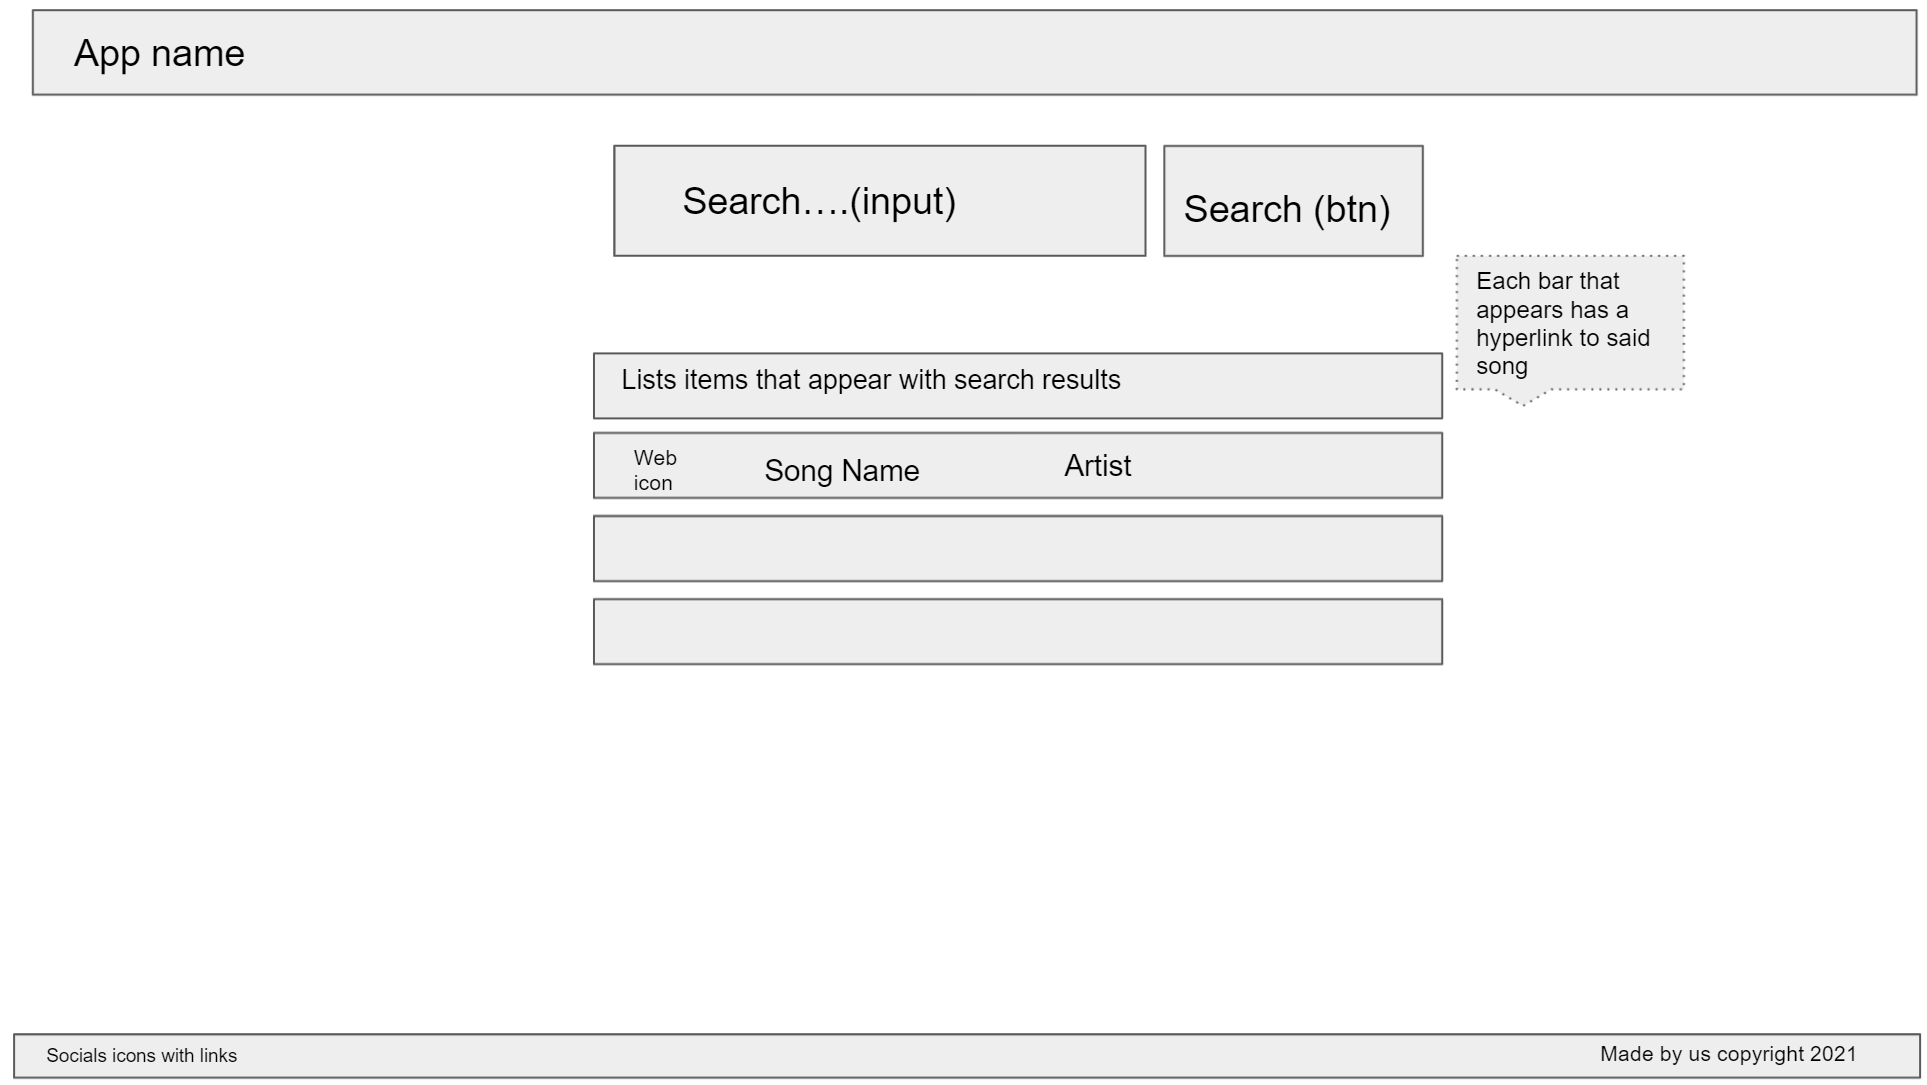 App name
Search….(input)
Search (btn)
Each bar that
appears has a
hyperlink to said
song
Lists items that appear with search results
Web
icon
Song Name
Artist
Socials icons with links
Made by us copyright 2021